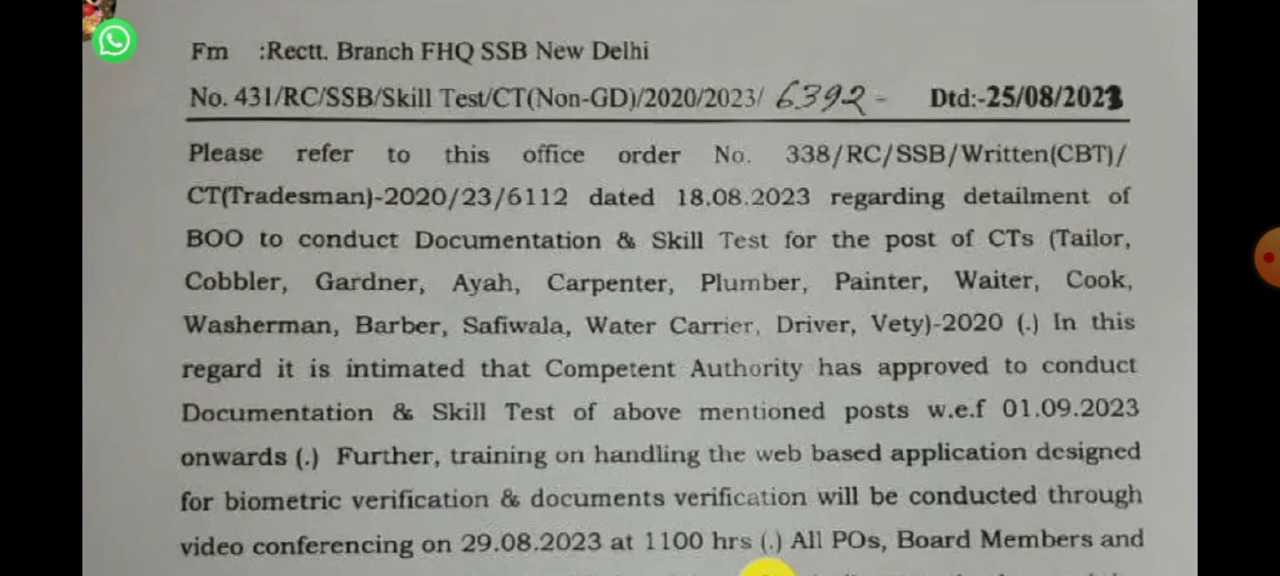 Fm :Rectt. Branch FHQ SSB New Delhi
No. 431/RC/SSB/Skill Test/CT(Non-GD)/2020/2023/ 6392 - Dtd:-25/08/2023
Please refer to this office order No. 338/RC/SSB/Written(CBT)/
CT(Tradesman)-2020/23/6112 dated 18.08.2023 regarding detailment of
BOO to conduct Documentation & Skill Test for the post of CTs (Tailor,
Cobbler, Gardner, Ayah, Carpenter, Plumber, Painter, Waiter, Cook,
Washerman, Barber, Safiwala, Water Carrier, Driver, Vety)-2020 (.) In this
regard it is intimated that Competent Authority has approved to conduct
Documentation & Skill Test of above mentioned posts w.e.f 01.09.2023
onwards (.) Further, training on handling the web based application designed
for biometric verification & documents verification will be conducted through
video conferencing on 29.08.2023 at 1100 hrs (.) All POs, Board Members and